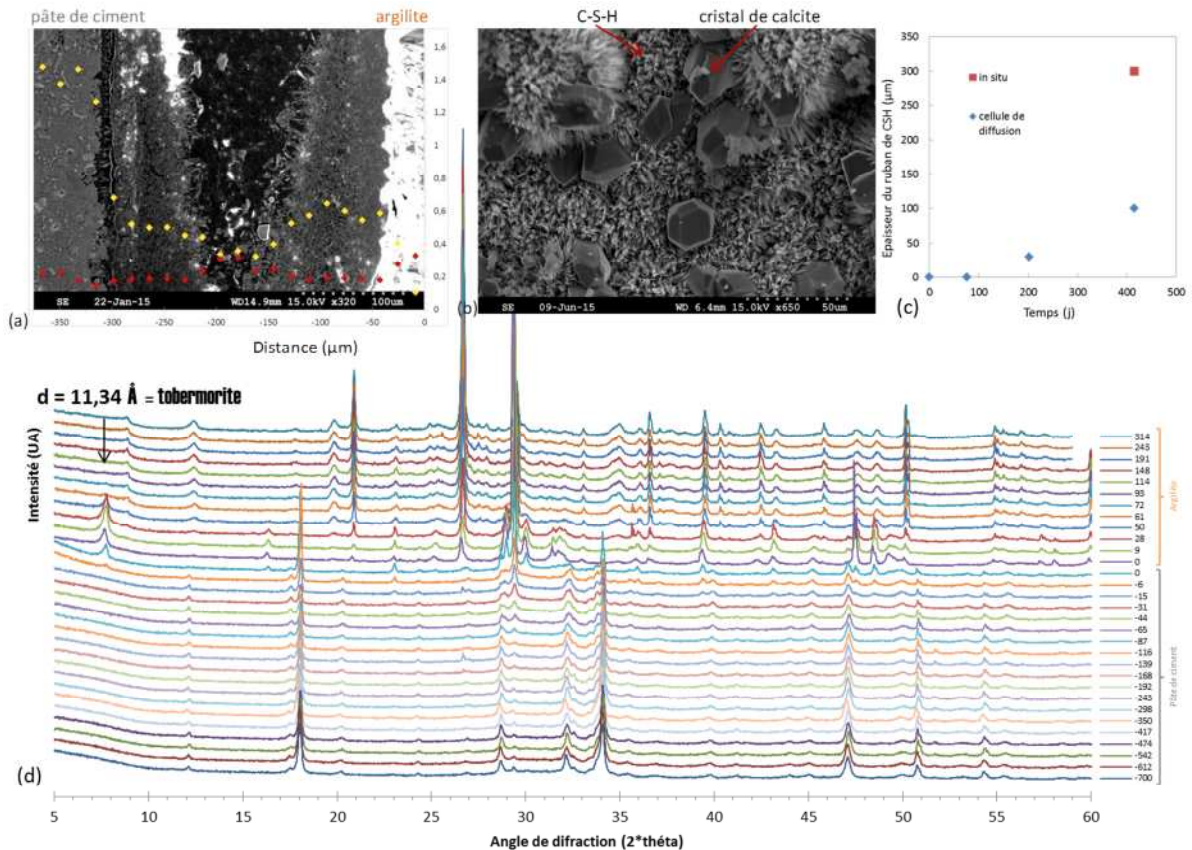 pâte de ciment
argilite
C-S-H
cristal de calcite
1,6
1,4
1,2
1
0,8
0,6
0,4
0,2
0
SE 22-Jan-15 WD14.9mm 15.0kV x320 100um
-350 -300 -250 -200 -150 -100 -50 0
(a)
Distance (µm)
SE 09-Jun-15 WD 6.4mm 15.0kV x650 50um
(b)
Epaisseur du ruban de CSH (µm)
350
300
250
200
150
100
50
0
in situ
cellule de
diffusion
0 100 200 300 400 500
Temps (j)
(c)
d = 11,34 Å = tobermorite
Intensité (UA)
314
243
191
148
114
93
72
61
50
28
9
0
0
-6
-15
-31
-44
-65
-87
-116
-139
-168
-192
-243
-298
-350
-417
-474
-542
-612
-700
Argilite
Pâte de ciment
(d)
5 10 15 20 25 30 35 40 45 50 55 60
Angle de difraction (2*théta)